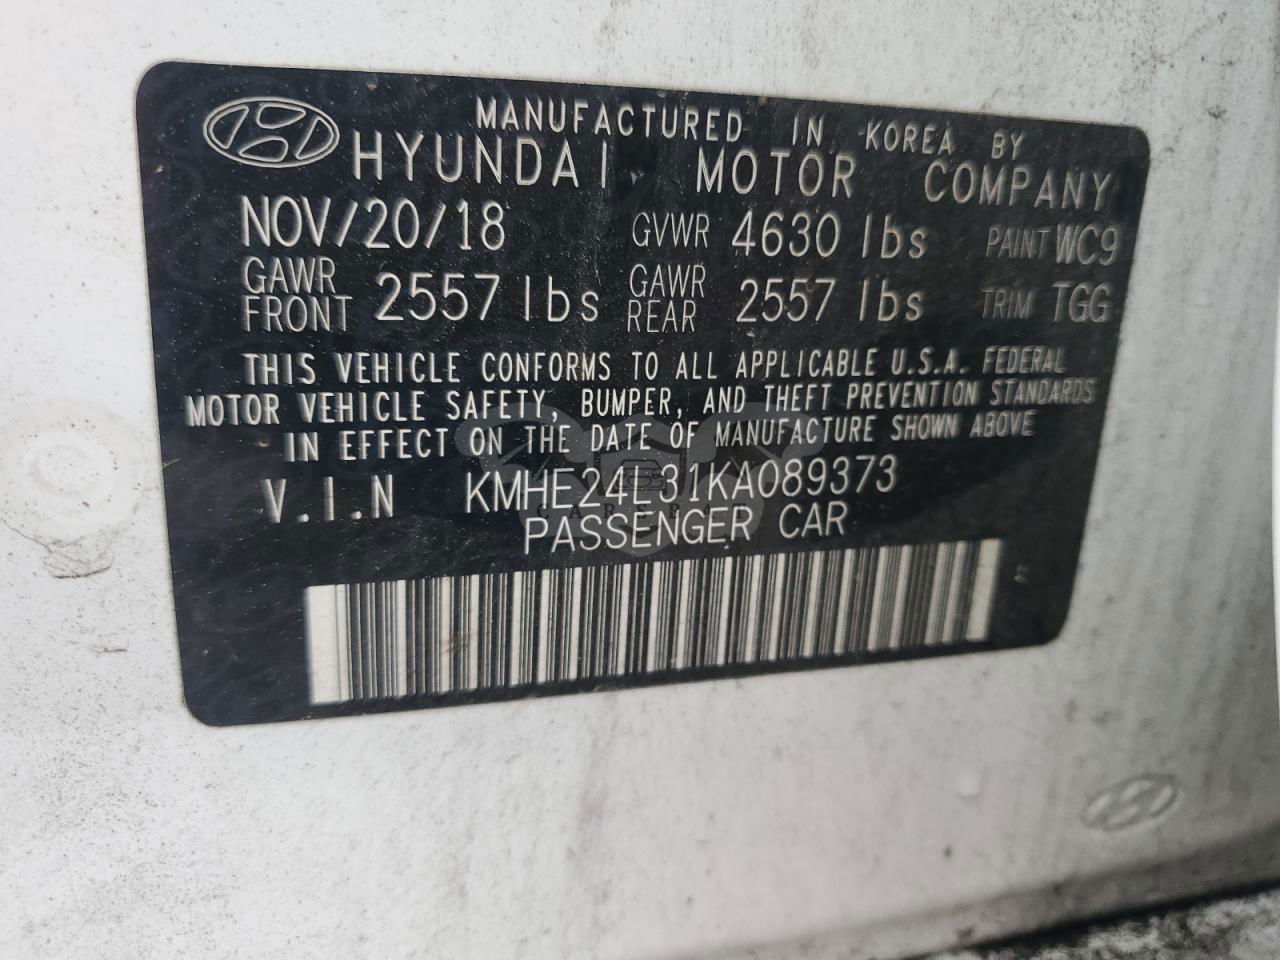 MANUFACTURED IN KOREA BY
HYUNDAI MOTOR COMPANY
NOV/20/18 GVWR 4630 lbs PAINT WC9
GAWR FRONT 2557 lbs GAWR REAR 2557 lbs TRIM TGG
THIS VEHICLE CONFORMS TO ALL APPLICABLE U.S.A. FEDERAL
MOTOR VEHICLE SAFETY, BUMPER, AND THEFT PREVENTION STANDARDS
IN EFFECT ON THE DATE OF MANUFACTURE SHOWN ABOVE
V.I.N KMHE24L31KA089373
PASSENGER CAR